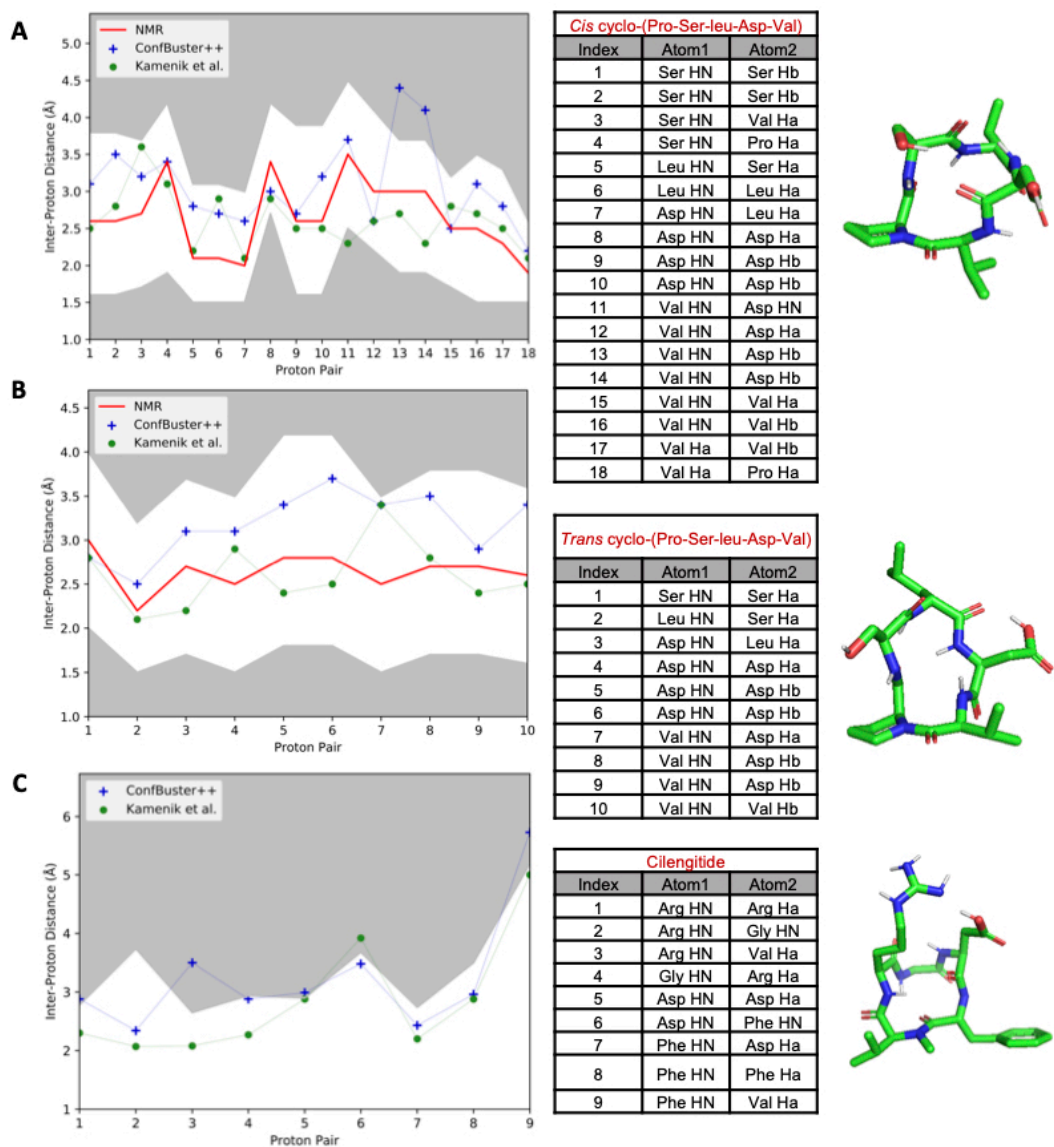 A
NMR
ConfBuster++
Kamenik et al.
Inter-Proton Distance (Å)
5.0
4.5
4.0
3.5
3.0
2.5
2.0
1.5
1.0
1 2 3 4 5 6 7 8 9 10 11 12 13 14 15 16 17 18
Proton Pair
Cis cyclo-(Pro-Ser-leu-Asp-Val)
Index Atom1 Atom2
1 Ser HN Ser Hb
2 Ser HN Ser Hb
3 Ser HN Val Ha
4 Ser HN Pro Ha
5 Leu HN Ser Ha
6 Leu HN Leu Ha
7 Asp HN Leu Ha
8 Asp HN Asp Ha
9 Asp HN Asp Hb
10 Asp HN Asp Hb
11 Val HN Asp HN
12 Val HN Asp Ha
13 Val HN Asp Hb
14 Val HN Asp Hb
15 Val HN Val Ha
16 Val HN Val Hb
17 Val Ha Val Hb
18 Val Ha Pro Ha
B
NMR
ConfBuster++
Kamenik et al.
Inter-Proton Distance (Å)
4.5
4.0
3.5
3.0
2.5
2.0
1.5
1.0
1 2 3 4 5 6 7 8 9 10
Proton Pair
Trans cyclo-(Pro-Ser-leu-Asp-Val)
Index Atom1 Atom2
1 Ser HN Ser Ha
2 Leu HN Ser Ha
3 Asp HN Leu Ha
4 Asp HN Asp Ha
5 Asp HN Asp Hb
6 Asp HN Asp Hb
7 Val HN Asp Ha
8 Val HN Asp Hb
9 Val HN Asp Hb
10 Val HN Val Hb
C
ConfBuster++
Kamenik et al.
Inter-Proton Distance (Å)
6
5
4
3
2
1
1 2 3 4 5 6 7 8 9
Proton Pair
Cilengitide
Index Atom1 Atom2
1 Arg HN Arg Ha
2 Arg HN Gly HN
3 Arg HN Val Ha
4 Gly HN Arg Ha
5 Asp HN Asp Ha
6 Asp HN Phe HN
7 Phe HN Asp Ha
8 Phe HN Phe Ha
9 Phe HN Val Ha